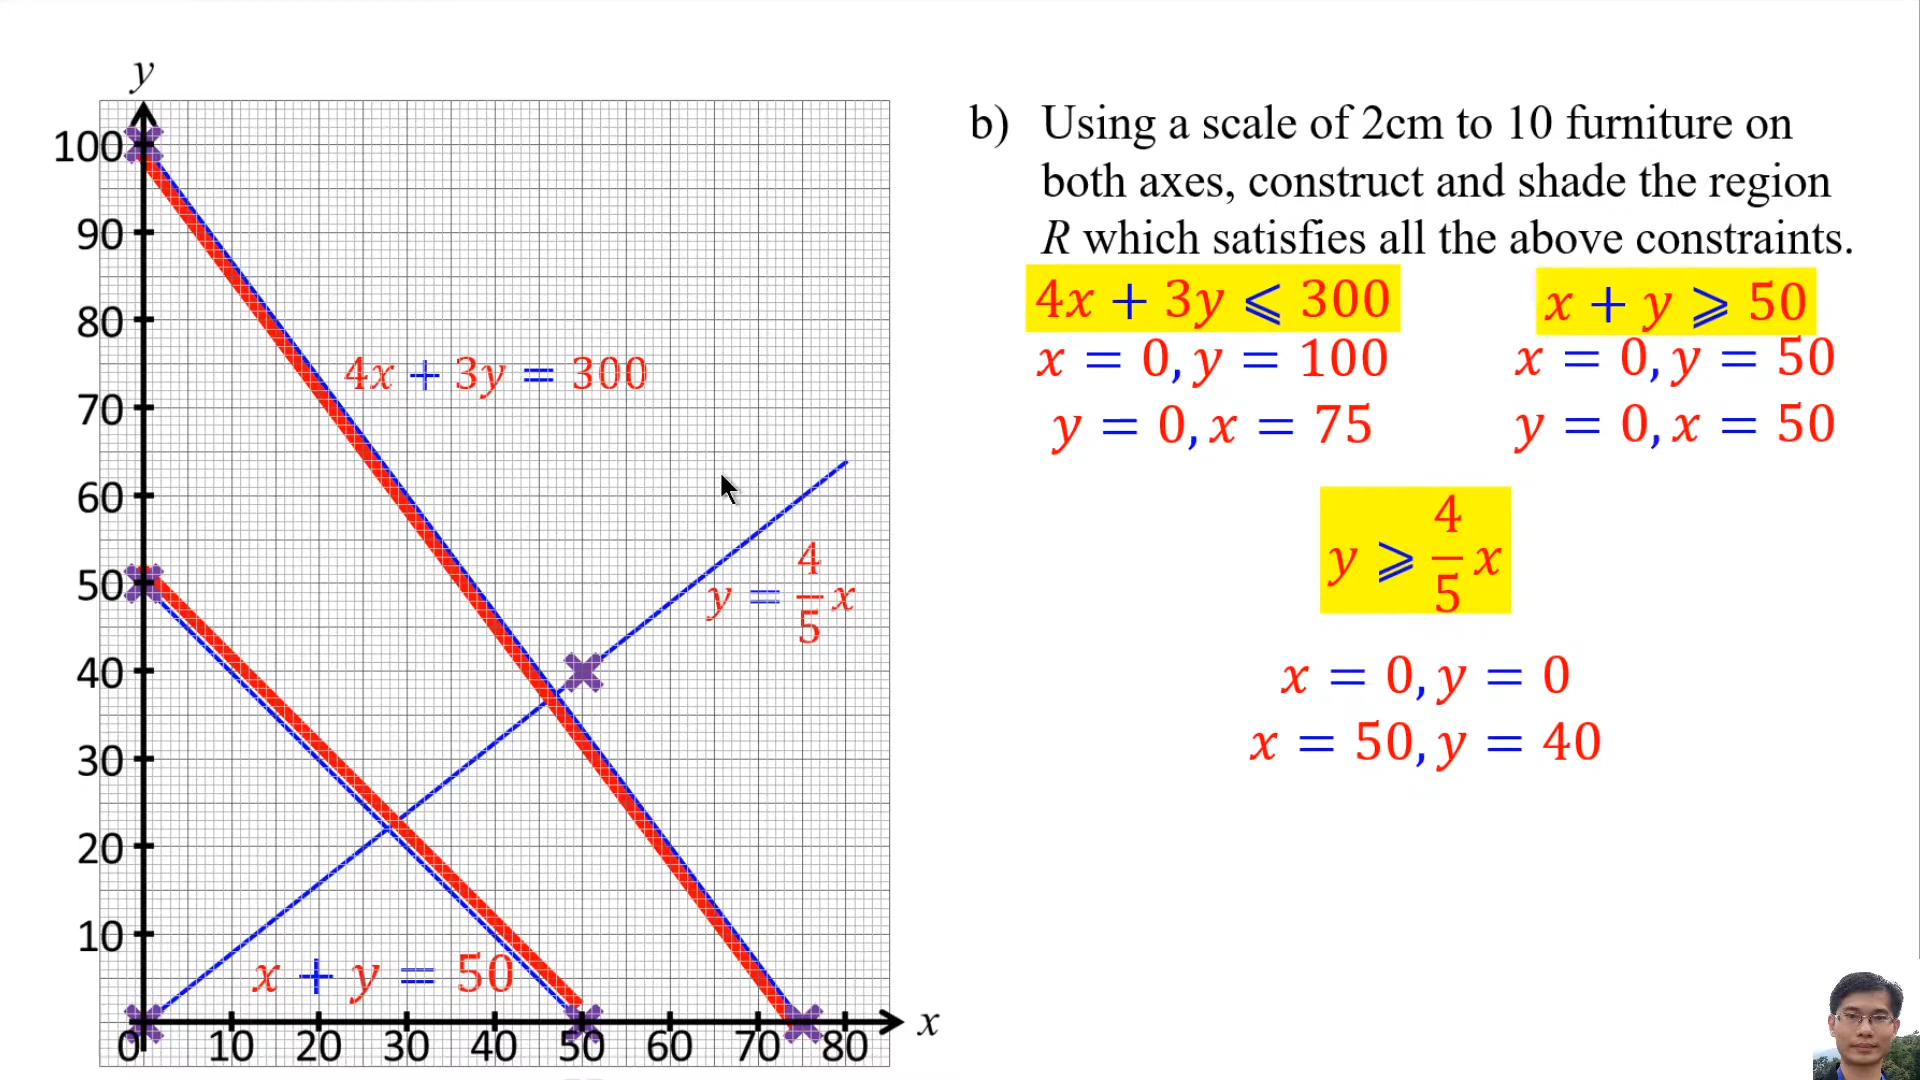 y
100
90
80
70
60
50
40
30
20
10
0 10 20 30 40 50 60 70 80 x
4x + 3y = 300
y = 4/5 x
x + y = 50
b) Using a scale of 2cm to 10 furniture on
both axes, construct and shade the region
R which satisfies all the above constraints.
4x + 3y ⩽ 300
x = 0, y = 100
y = 0, x = 75
x + y ⩾ 50
x = 0, y = 50
y = 0, x = 50
y ⩾ 4/5 x
x = 0, y = 0
x = 50, y = 40